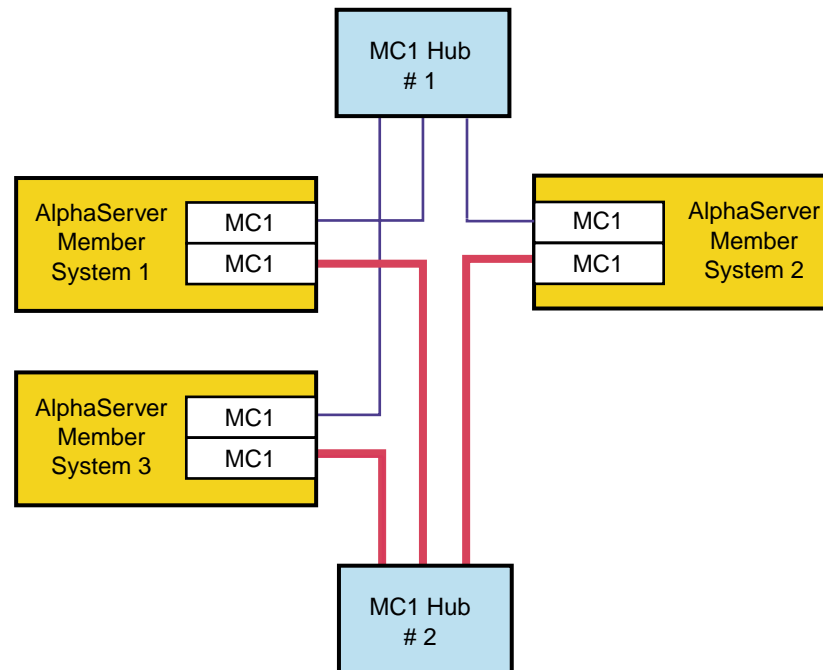 MC1 Hub
# 1
AlphaServer
Member
System 1
MC1
MC1
AlphaServer
Member
System 2
MC1
MC1
AlphaServer
Member
System 3
MC1
MC1
MC1 Hub
# 2